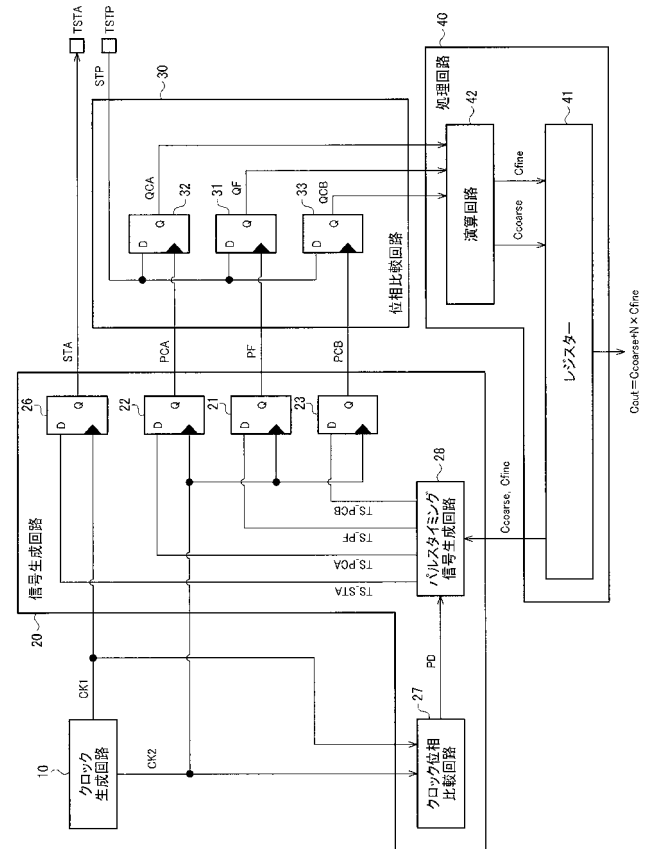 10
クロック
生成回路
CK1
CK2
20
信号生成回路
26
D
Q
22
D
Q
21
D
Q
23
D
Q
TS_STA
TS_PCA
TS_PF
TS_PCB
27
クロック位相
比較回路
PD
28
パルスタイミング
信号生成回路
Ccoarse, Cfine
STA
PCA
PF
PCB
TSTA
TSTP
STP
30
位相比較回路
D
Q
32
QCA
D
Q
31
QF
D
Q
33
QCB
40
処理回路
42
演算回路
Ccoarse
Cfine
41
レジスター
Cout=Ccoarse+N×Cfine